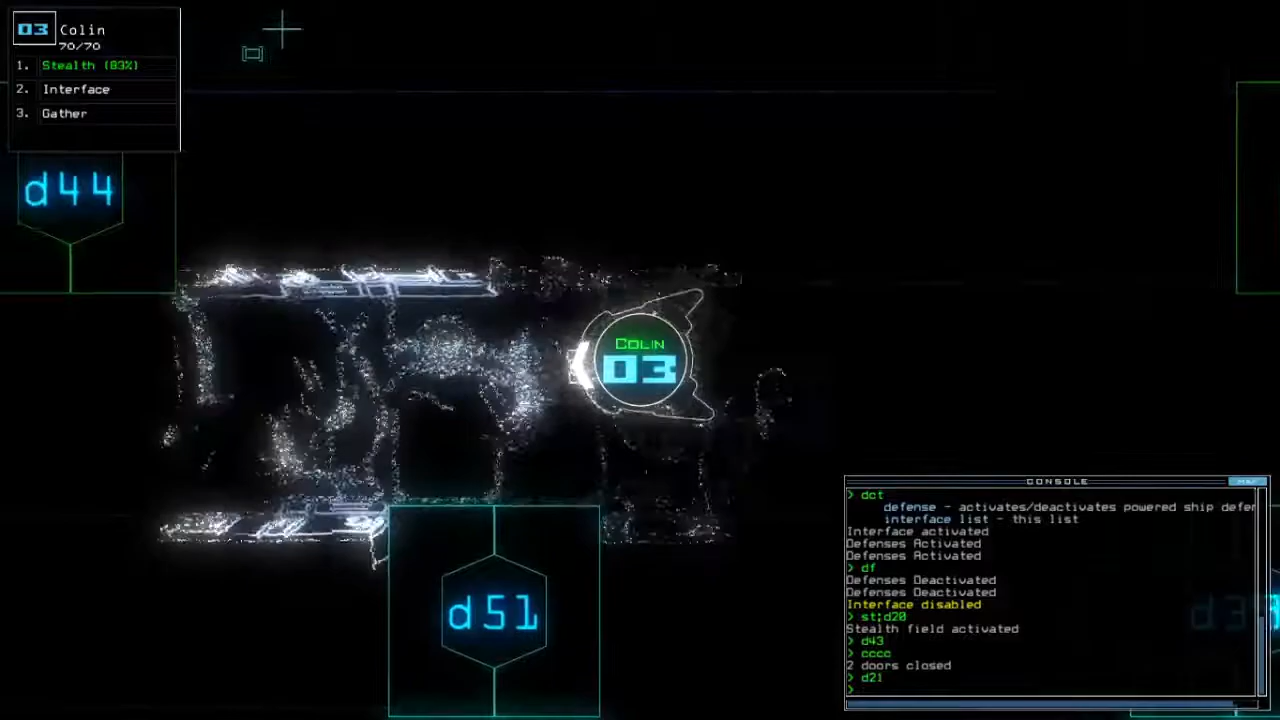 03 Colin
70/70
1. Stealth (83%)
2. Interface
3. Gather
d44
Colin
03
d51
CONSOLE
> dct
defense - activates/deactivates powered ship defen
interface list - this list
Interface activated
Defenses Activated
Defenses Activated
> df
Defenses Deactivated
Defenses Deactivated
Interface disabled
> st;d20
Stealth field activated
> d43
> cccc
2 doors closed
> d21
>